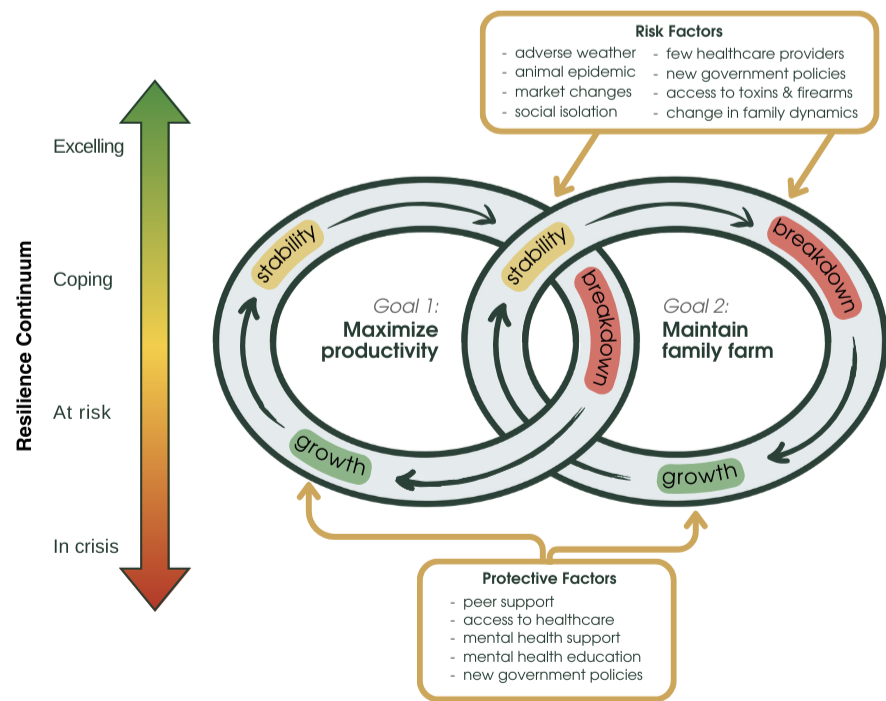 Risk Factors
- adverse weather
- animal epidemic
- market changes
- social isolation
- few healthcare providers
- new government policies
- access to toxins & firearms
- change in family dynamics
Resilience Continuum
Excelling
Coping
At risk
In crisis
stability
Goal 1:
Maximize
productivity
growth
breakdown
stability
Goal 2:
Maintain
family farm
breakdown
growth
Protective Factors
- peer support
- access to healthcare
- mental health support
- mental health education
- new government policies